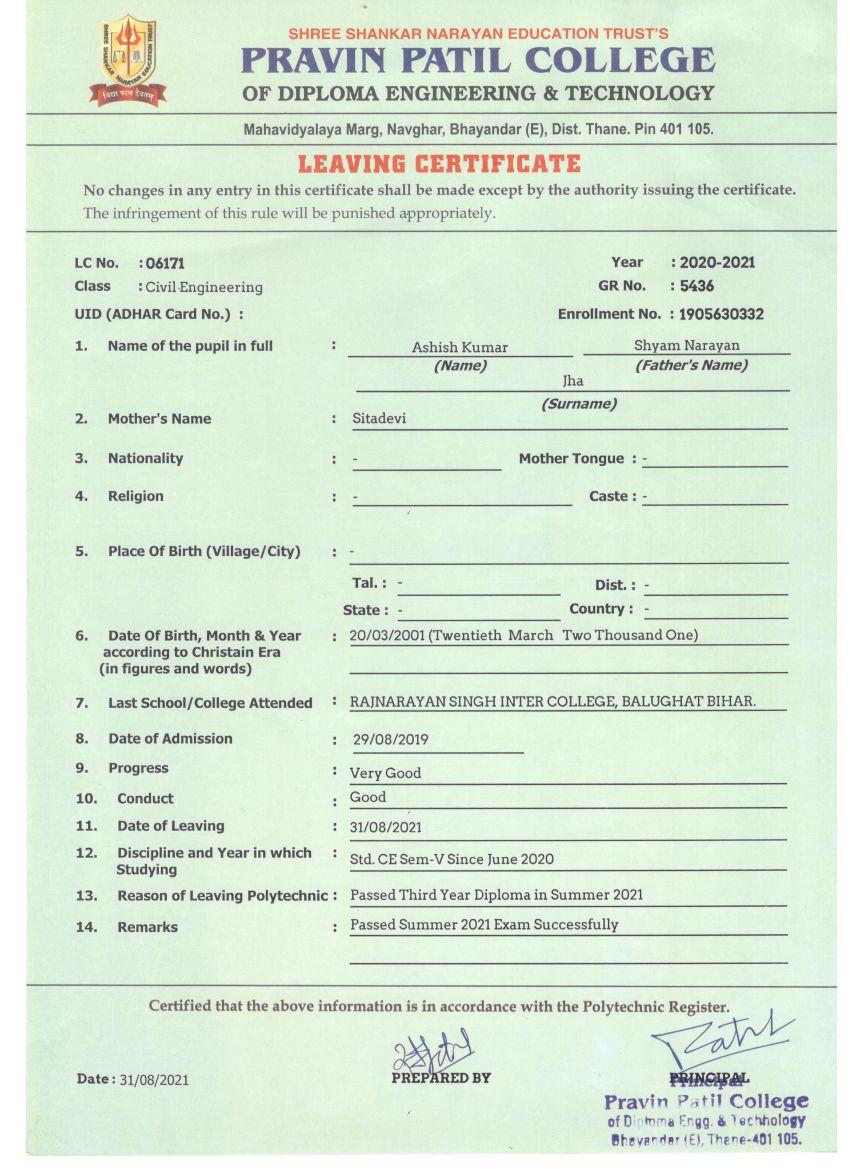 SHREE SHANKAR NARAYAN EDUCATION TRUST
विद्या परम दैवतम्
SHREE SHANKAR NARAYAN EDUCATION TRUST'S
PRAVIN PATIL COLLEGE
OF DIPLOMA ENGINEERING & TECHNOLOGY
Mahavidyalaya Marg, Navghar, Bhayandar (E), Dist. Thane. Pin 401 105.
LEAVING CERTIFICATE
No changes in any entry in this certificate shall be made except by the authority issuing the certificate.
The infringement of this rule will be punished appropriately.
LC No. : 06171 Year : 2020-2021
Class : Civil Engineering GR No. : 5436
UID (ADHAR Card No.) : Enrollment No. : 1905630332
1. Name of the pupil in full : Ashish Kumar Shyam Narayan
(Name) (Father's Name)
Jha
(Surname)
2. Mother's Name : Sitadevi
3. Nationality : - Mother Tongue : -
4. Religion : - Caste : -
5. Place Of Birth (Village/City) : -
Tal. : - Dist. : -
State : - Country : -
6. Date Of Birth, Month & Year : 20/03/2001 (Twentieth March Two Thousand One)
according to Christain Era
(in figures and words)
7. Last School/College Attended : RAJNARAYAN SINGH INTER COLLEGE, BALUGHAT BIHAR.
8. Date of Admission : 29/08/2019
9. Progress : Very Good
10. Conduct : Good
11. Date of Leaving : 31/08/2021
12. Discipline and Year in which : Std. CE Sem-V Since June 2020
Studying
13. Reason of Leaving Polytechnic : Passed Third Year Diploma in Summer 2021
14. Remarks : Passed Summer 2021 Exam Successfully
Certified that the above information is in accordance with the Polytechnic Register.
Patil
Date : 31/08/2021 PREPARED BY PRINCIPAL
Principal
Pravin Patil College
of Diploma Engg. & Techhology
Bhayandar (E), Thane-401 105.